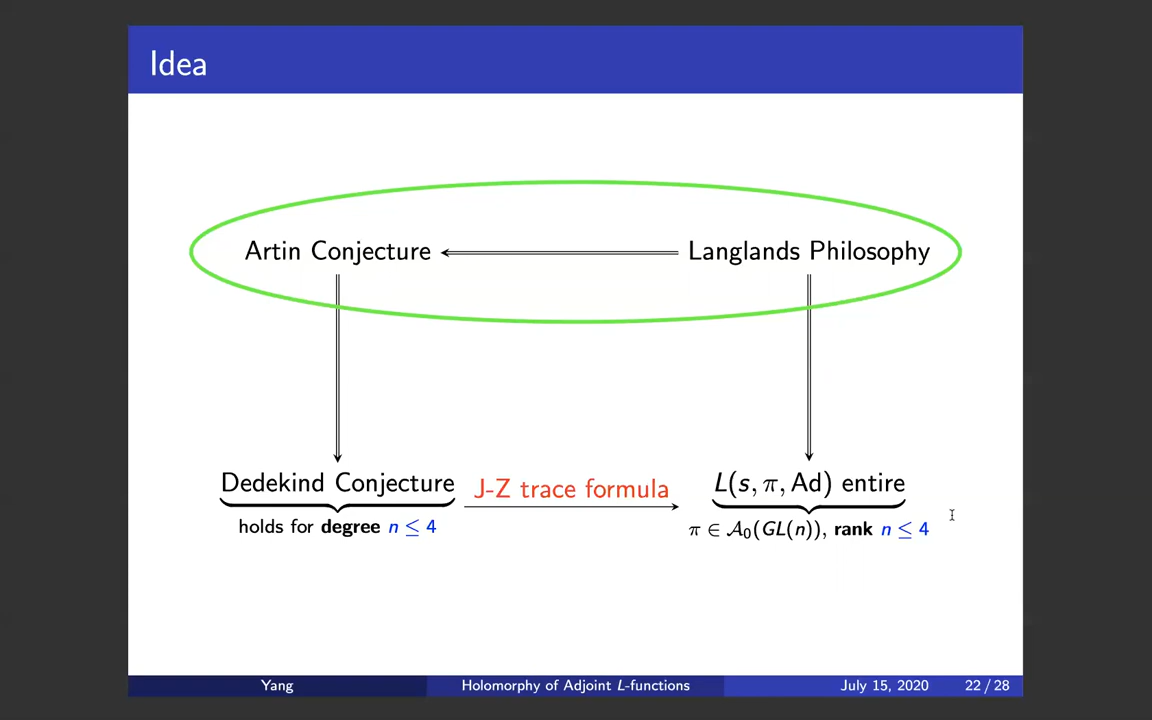 Idea
Artin Conjecture
Langlands Philosophy
Dedekind Conjecture
J-Z trace formula
L(s, π, Ad) entire
holds for degree n ≤ 4
π ∈ 𝒜₀(GL(n)), rank n ≤ 4
Yang
Holomorphy of Adjoint L-functions
July 15, 2020
22 / 28